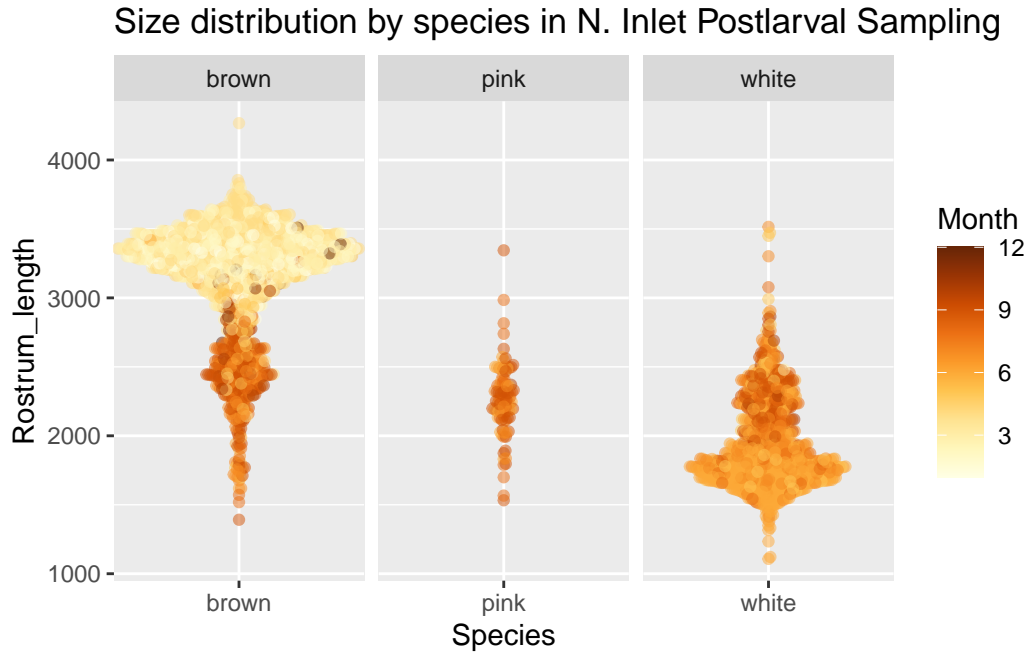 Size distribution by species in N. Inlet Postlarval Sampling
brown
pink
white
4000
3000
2000
1000
Rostrum_length
brown
pink
white
Species
Month
12
9
6
3